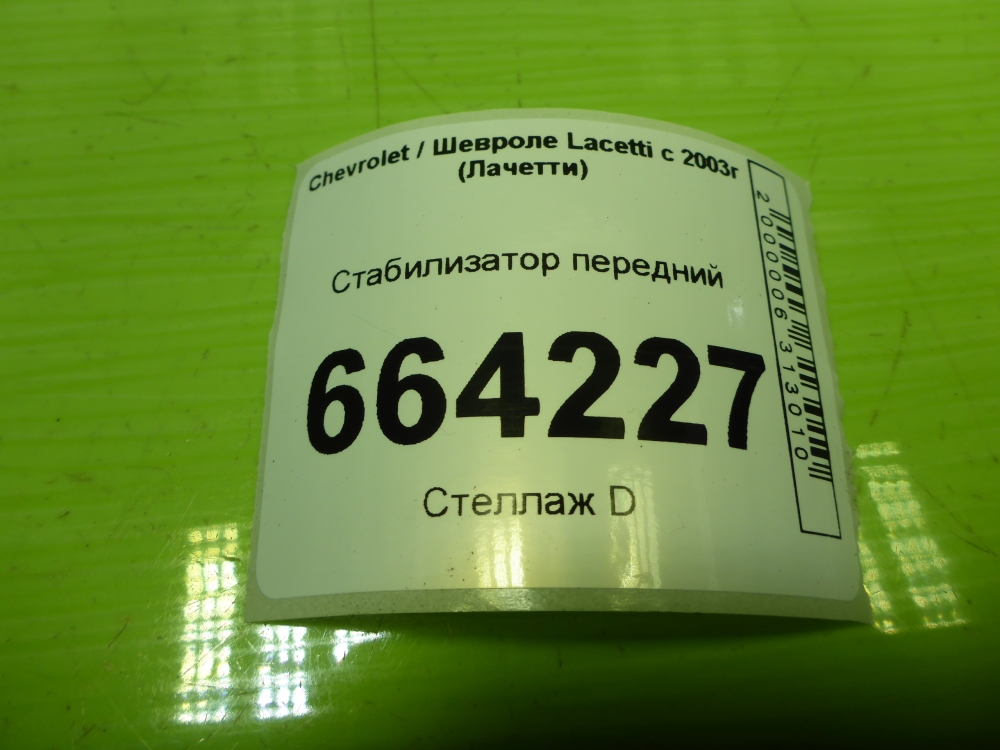 Chevrolet / Шевроле Lacetti с 2003г
(Лачетти)
Стабилизатор передний
664227
Стеллаж D
2000006313010